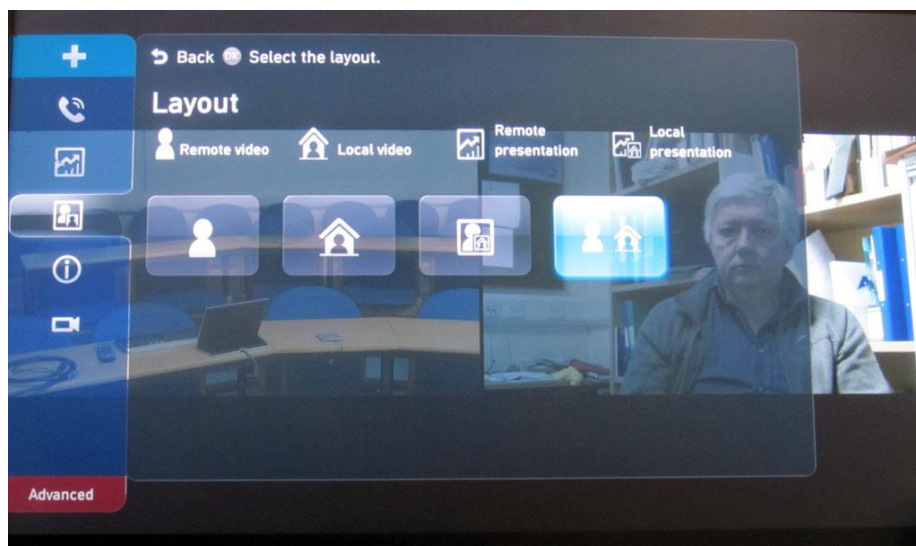 Back OK Select the layout.
Layout
Remote video
Local video
Remote
presentation
Local
presentation
Advanced